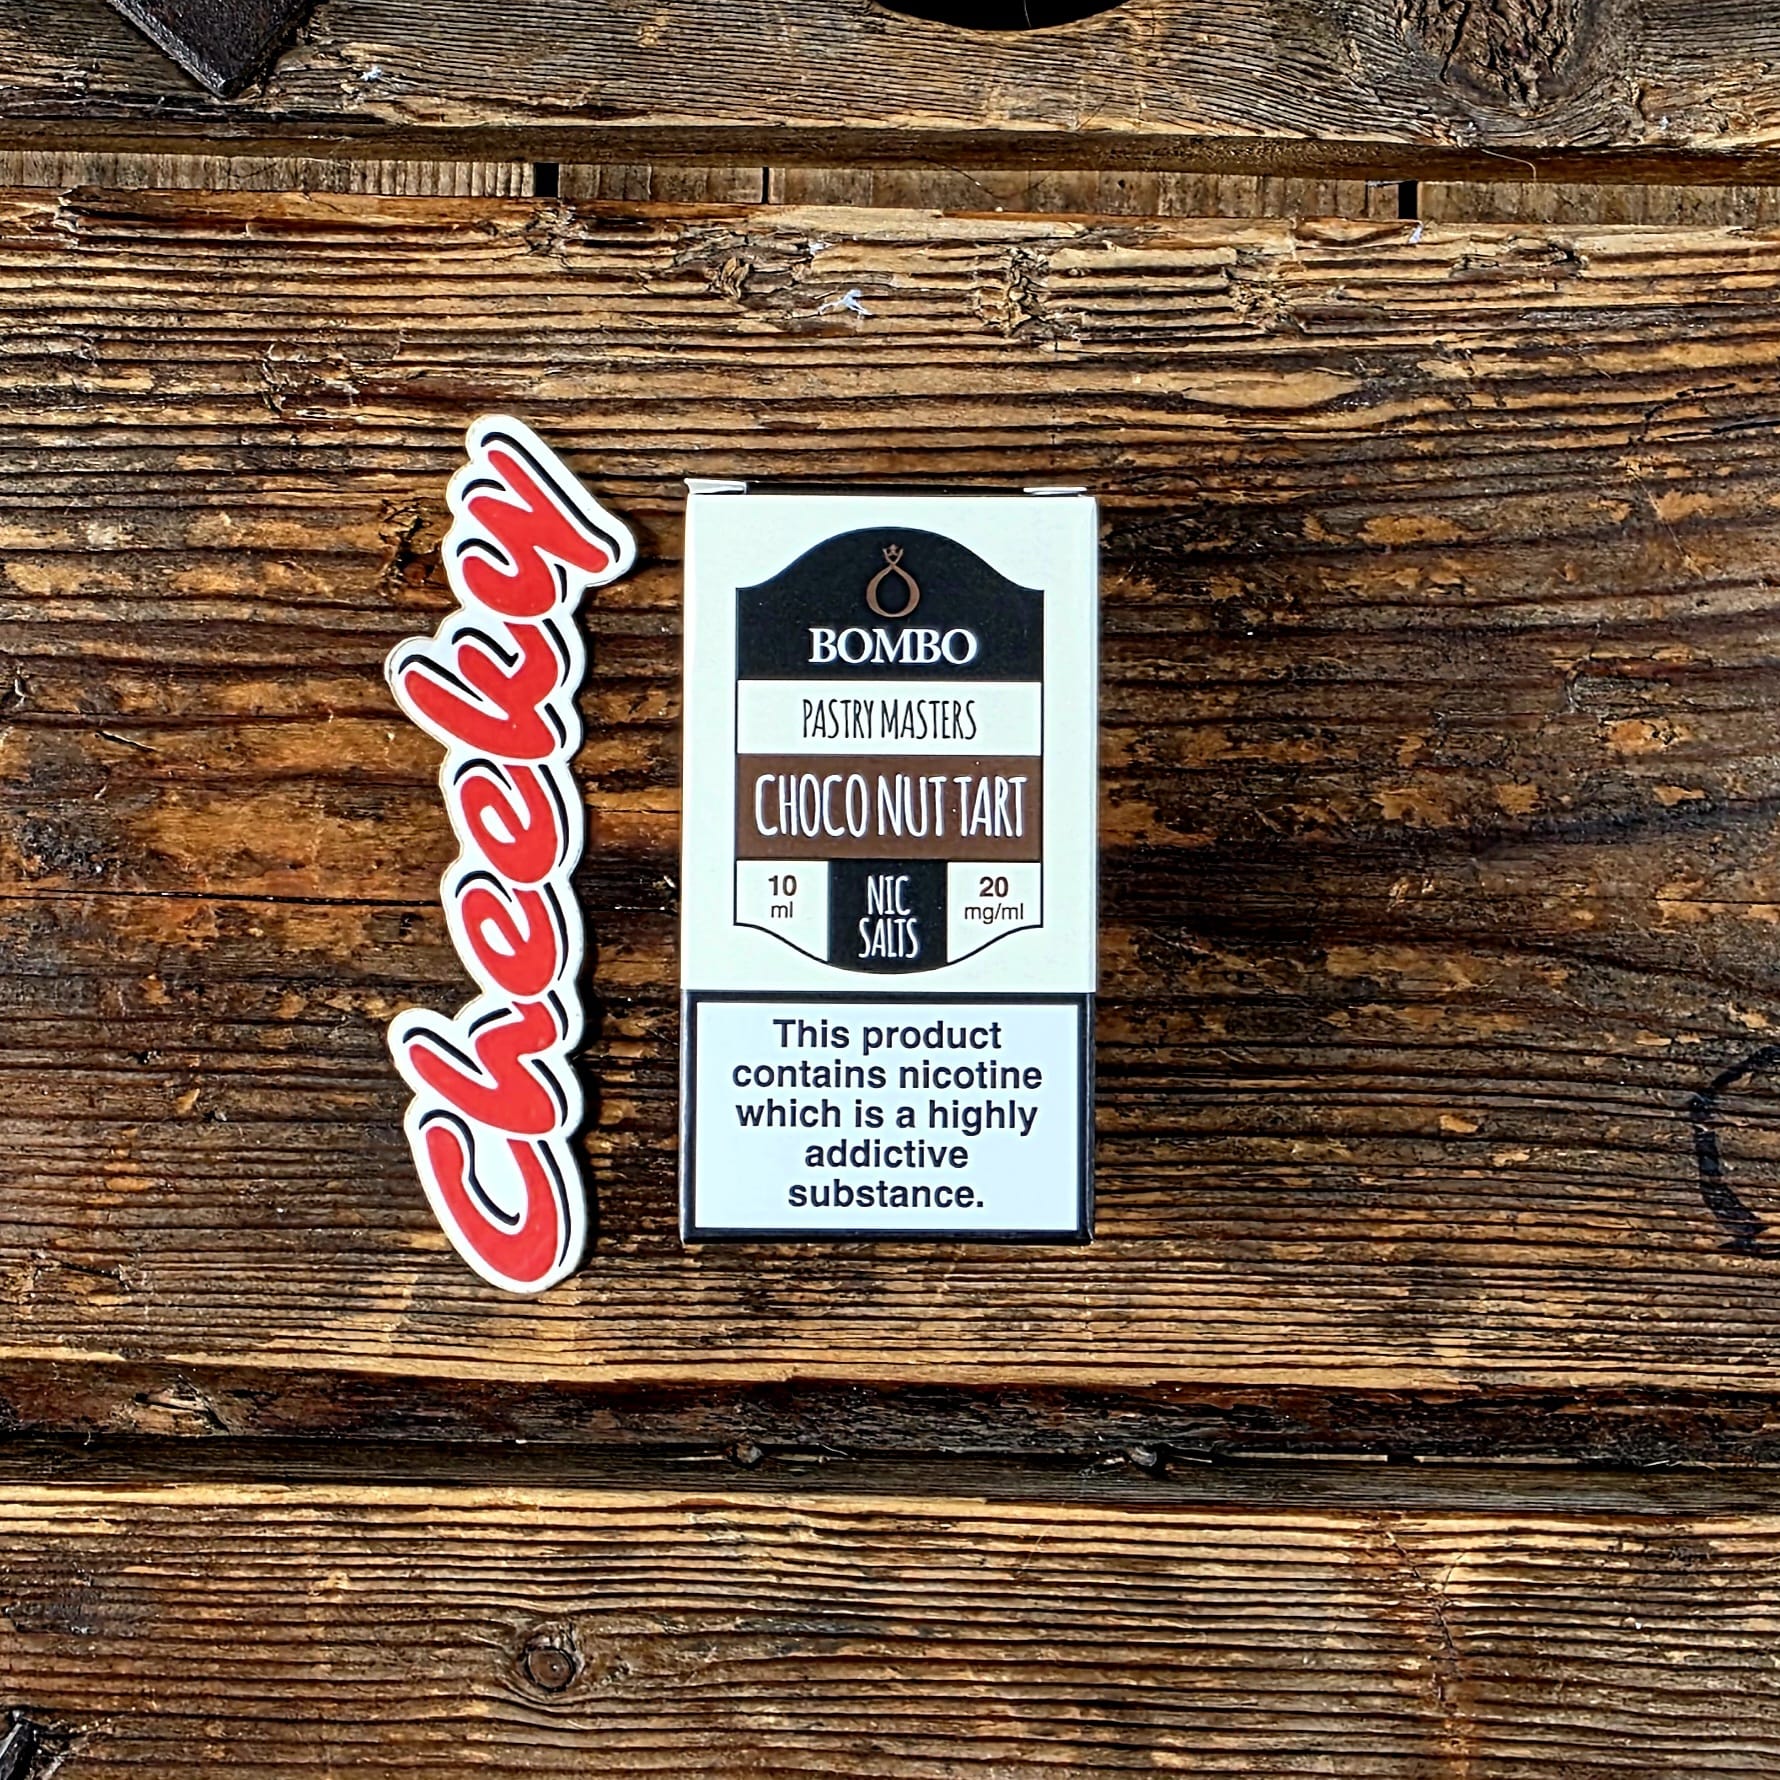 Cheeky
BOMBO
PASTRY MASTERS
CHOCO NUT TART
10
ml
NIC
SALTS
20
mg/ml
This product
contains nicotine
which is a highly
addictive
substance.